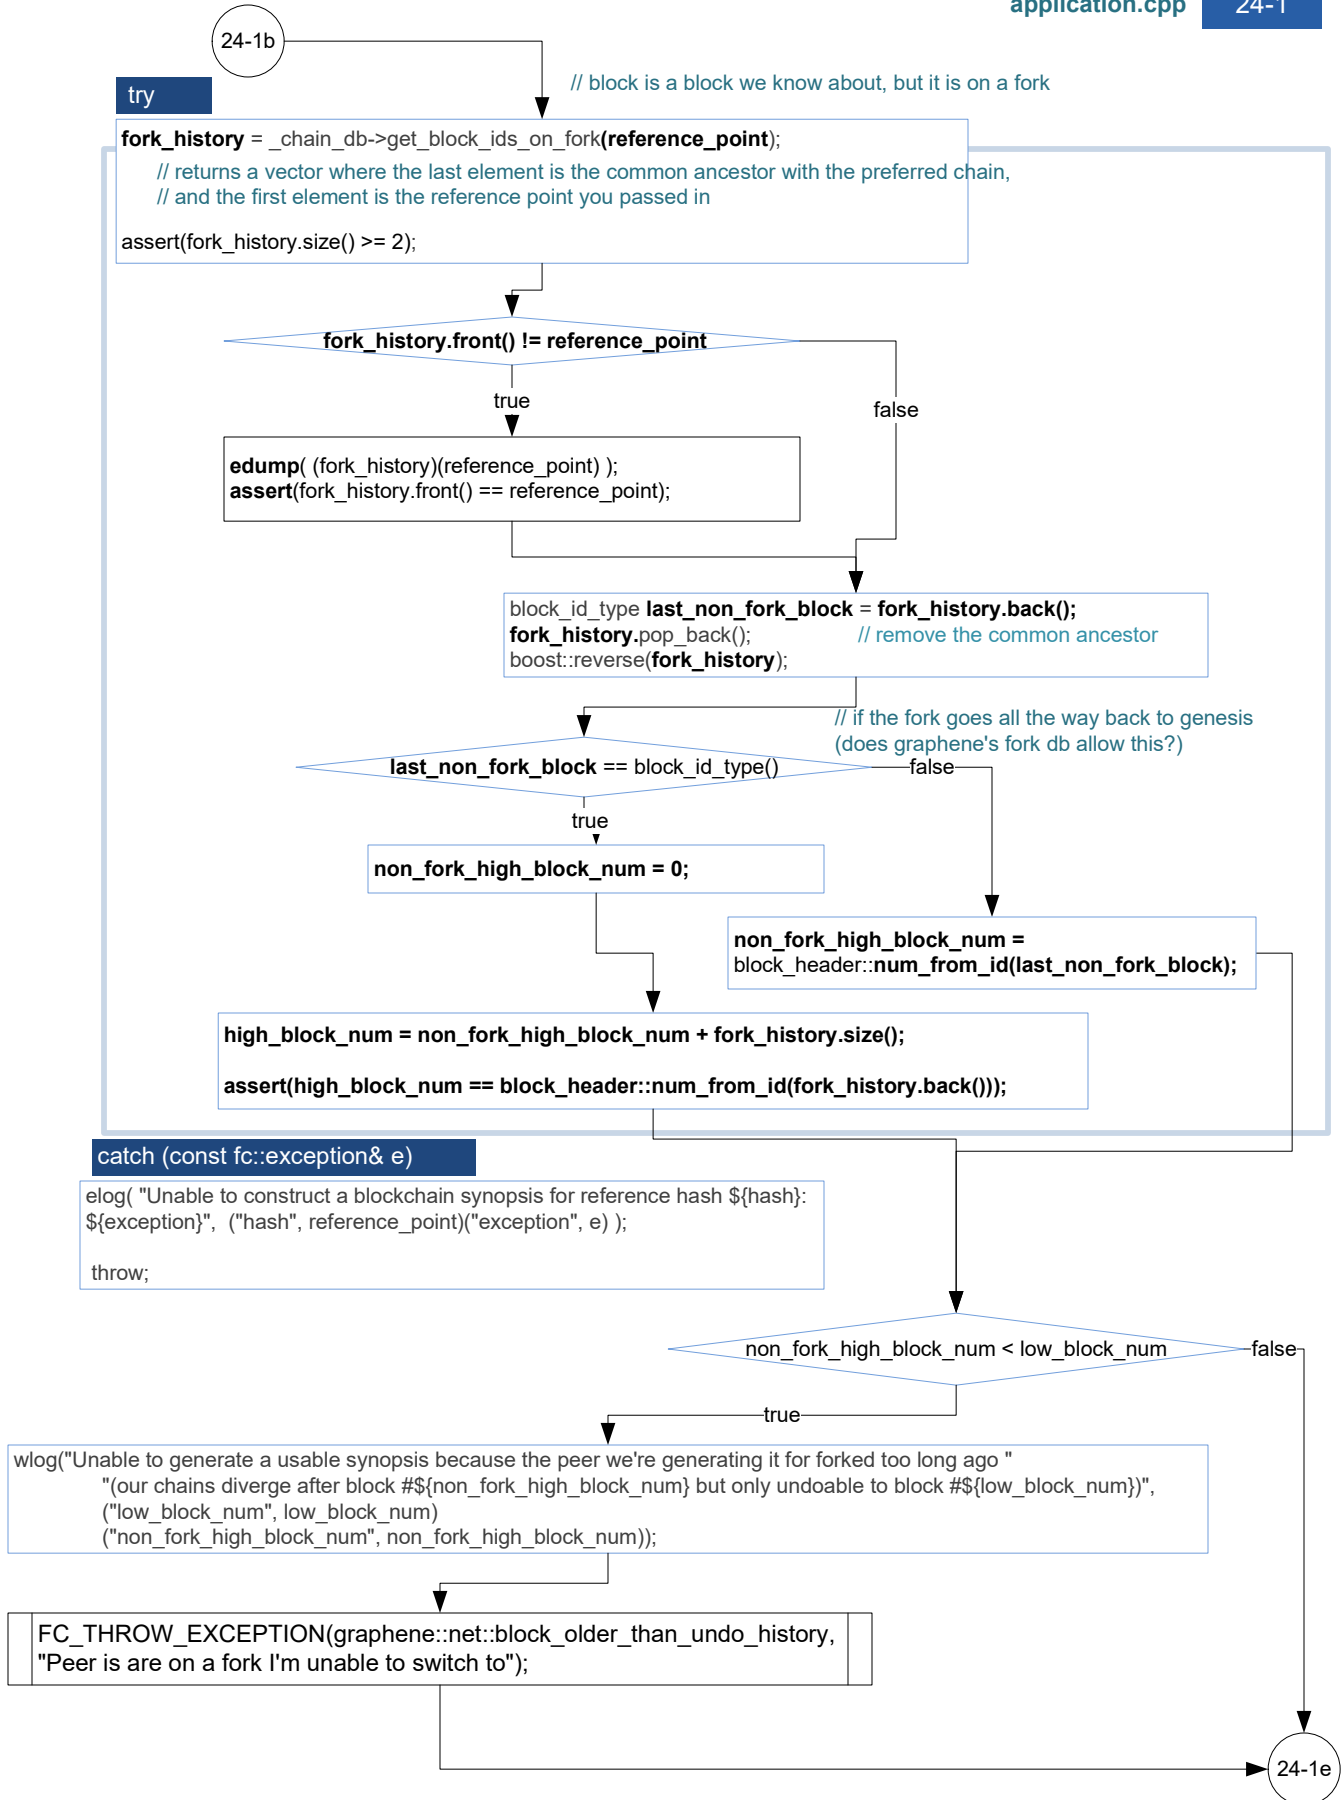 application.cpp 24-1
24-1b
// block is a block we know about, but it is on a fork
try
fork_history = _chain_db->get_block_ids_on_fork(reference_point);
// returns a vector where the last element is the common ancestor with the preferred chain,
// and the first element is the reference point you passed in
assert(fork_history.size() >= 2);
fork_history.front() != reference_point
true
false
edump( (fork_history)(reference_point) );
assert(fork_history.front() == reference_point);
block_id_type last_non_fork_block = fork_history.back();
fork_history.pop_back(); // remove the common ancestor
boost::reverse(fork_history);
// if the fork goes all the way back to genesis
(does graphene's fork db allow this?)
last_non_fork_block == block_id_type()
false
true
non_fork_high_block_num = 0;
non_fork_high_block_num =
block_header::num_from_id(last_non_fork_block);
high_block_num = non_fork_high_block_num + fork_history.size();
assert(high_block_num == block_header::num_from_id(fork_history.back()));
catch (const fc::exception& e)
elog( "Unable to construct a blockchain synopsis for reference hash ${hash}:
${exception}", ("hash", reference_point)("exception", e) );
throw;
non_fork_high_block_num < low_block_num
false
true
wlog("Unable to generate a usable synopsis because the peer we're generating it for forked too long ago "
"(our chains diverge after block #${non_fork_high_block_num} but only undoable to block #${low_block_num})",
("low_block_num", low_block_num)
("non_fork_high_block_num", non_fork_high_block_num));
FC_THROW_EXCEPTION(graphene::net::block_older_than_undo_history,
"Peer is are on a fork I'm unable to switch to");
24-1e